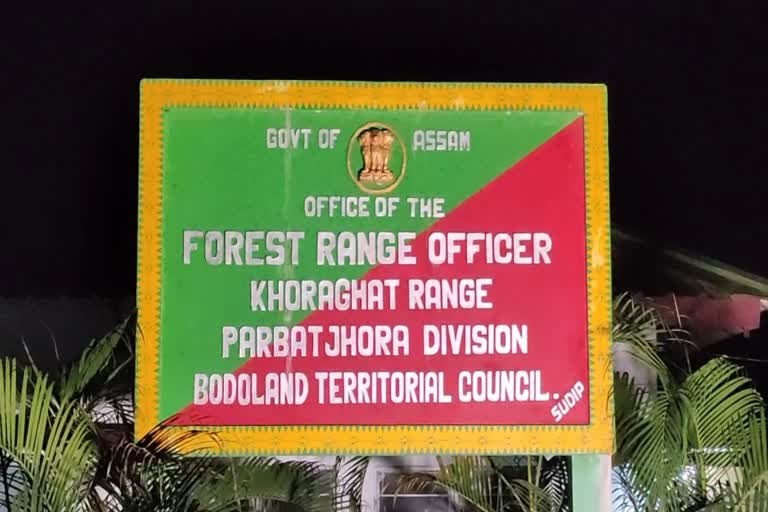 GOVT OF ASSAM
OFFICE OF THE
FOREST RANGE OFFICER
KHORAGHAT RANGE
PARBATJHORA DIVISION
BODOLAND TERRITORIAL COUNCIL.
SUDIP